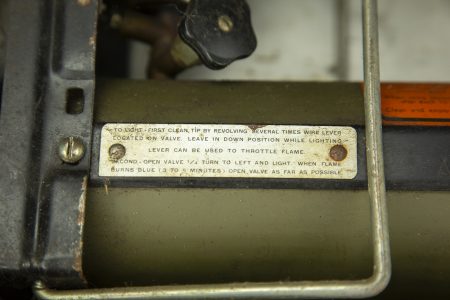 TO LIGHT - FIRST CLEAN TIP BY REVOLVING SEVERAL TIMES WIRE LEVER
LOCATED ON VALVE. LEAVE IN DOWN POSITION WHILE LIGHTING
LEVER CAN BE USED TO THROTTLE FLAME.
SECOND - OPEN VALVE 1/4 TURN TO LEFT AND LIGHT. WHEN FLAME
BURNS BLUE (3 TO 5 MINUTES) OPEN VALVE AS FAR AS POSSIBLE